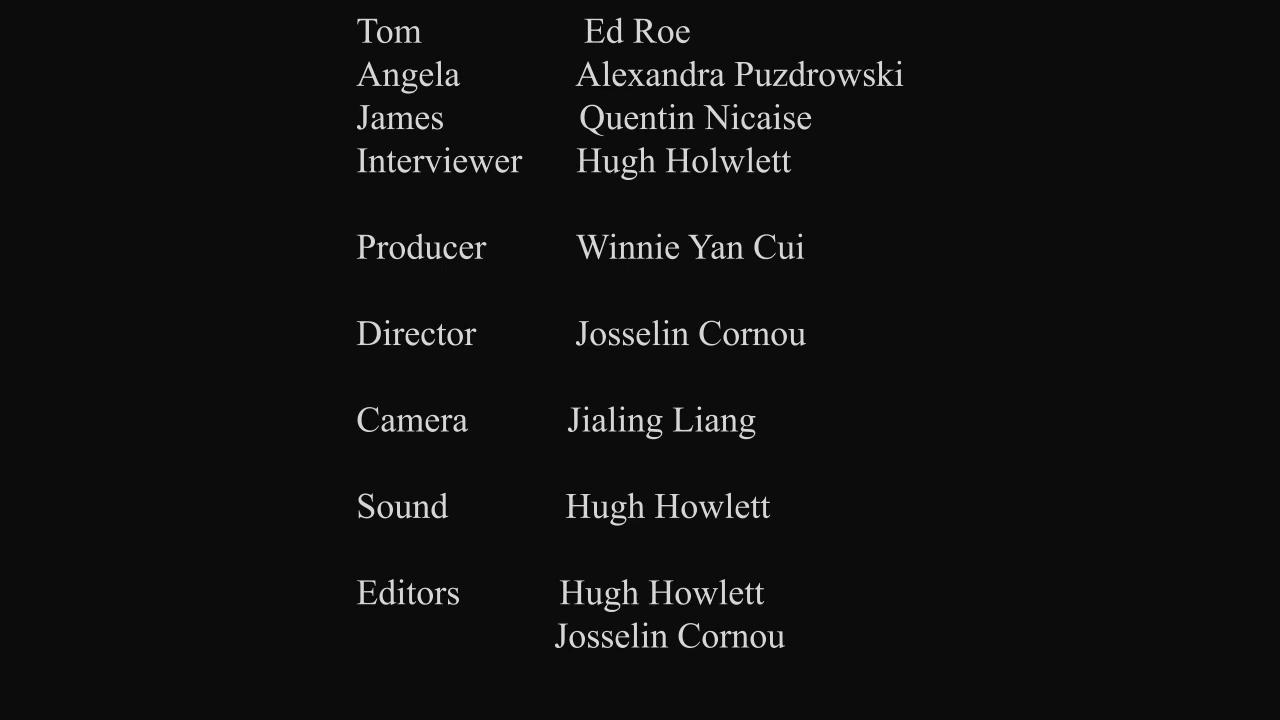 Tom Ed Roe
Angela Alexandra Puzdrowski
James Quentin Nicaise
Interviewer Hugh Holwlett
Producer Winnie Yan Cui
Director Josselin Cornou
Camera Jialing Liang
Sound Hugh Howlett
Editors Hugh Howlett
Josselin Cornou